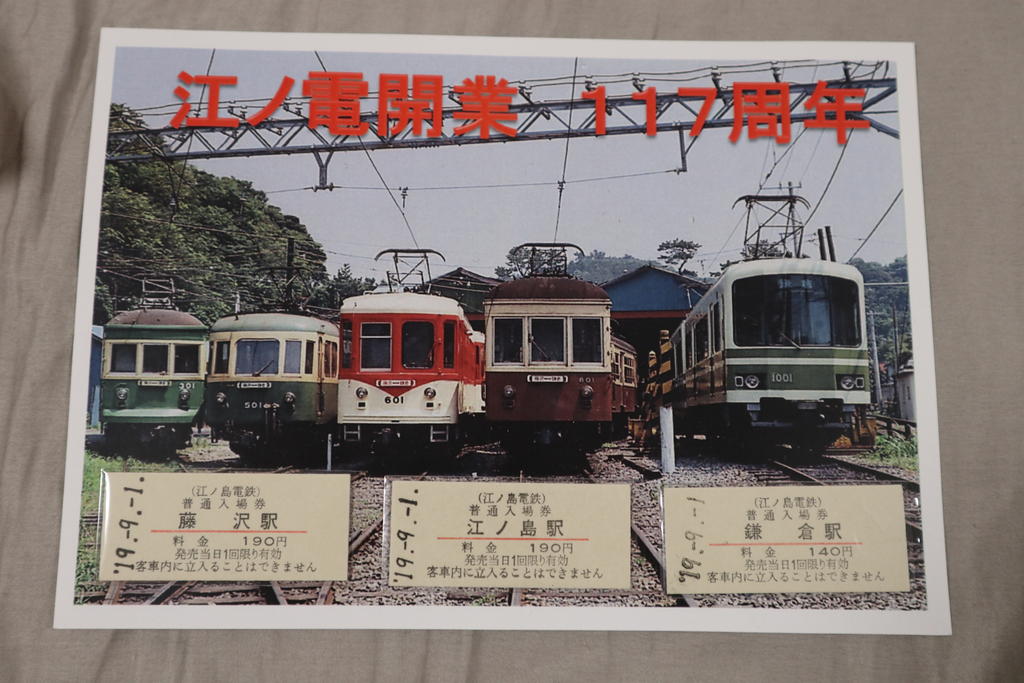 江ノ電開業 117周年
301
501
601
601
1001
'19.-9.-1.
(江ノ島電鉄)
普通入場券
藤沢駅
料金 190円
発売当日1回限り有効
客車内に立入ることはできません
'19.-9.-1.
(江ノ島電鉄)
普通入場券
江ノ島駅
料金 190円
発売当日1回限り有効
客車内に立入ることはできません
(江ノ島電鉄)
普通入場券
鎌倉駅
料金 140円
発売当日1回限り有効
客車内に立入ることはできません